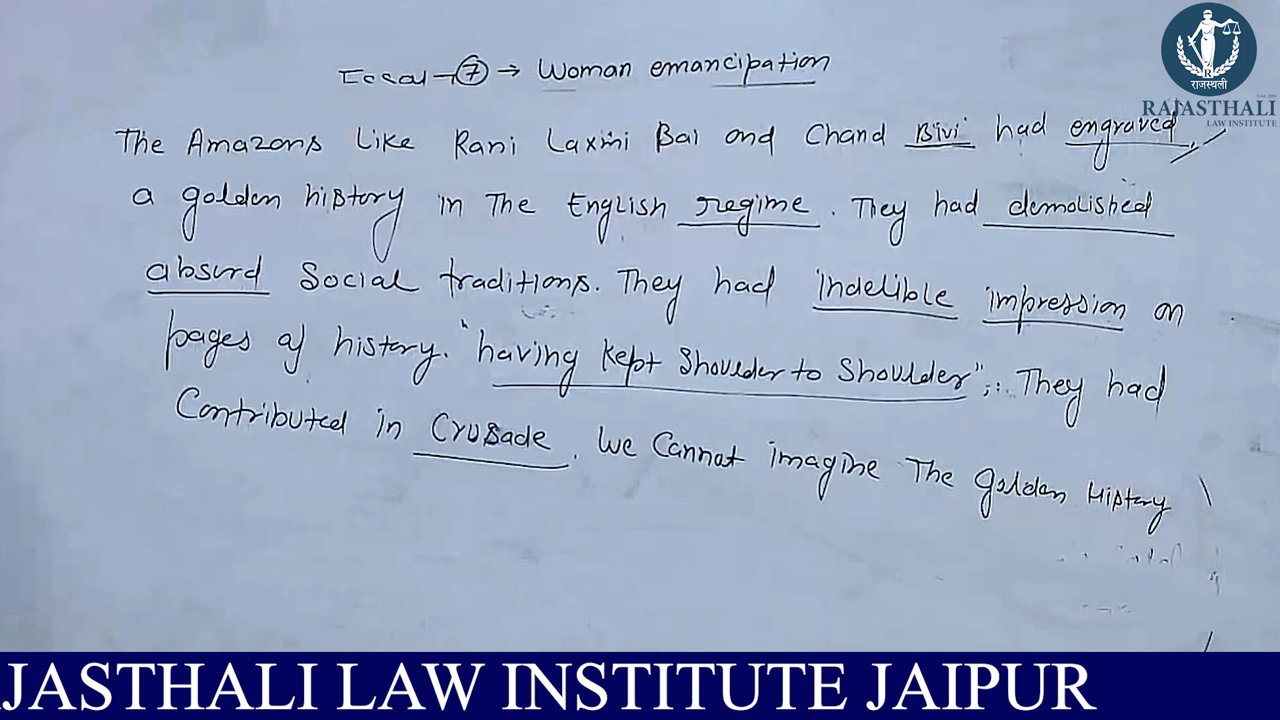 Essay → 7 → Woman emancipation
राजस्थली
RAJASTHALI
LAW INSTITUTE
The Amazons Like Rani Laxmi Bai and Chand Bivi had engraved,
a golden history in The English regime. They had demolished
absurd Social traditions. They had indelible impression on
pages of history. "having Kept Shoulder to Shoulder", They had
Contributed in Crusade. We Cannot imagine The golden History
JASTHALI LAW INSTITUTE JAIPUR